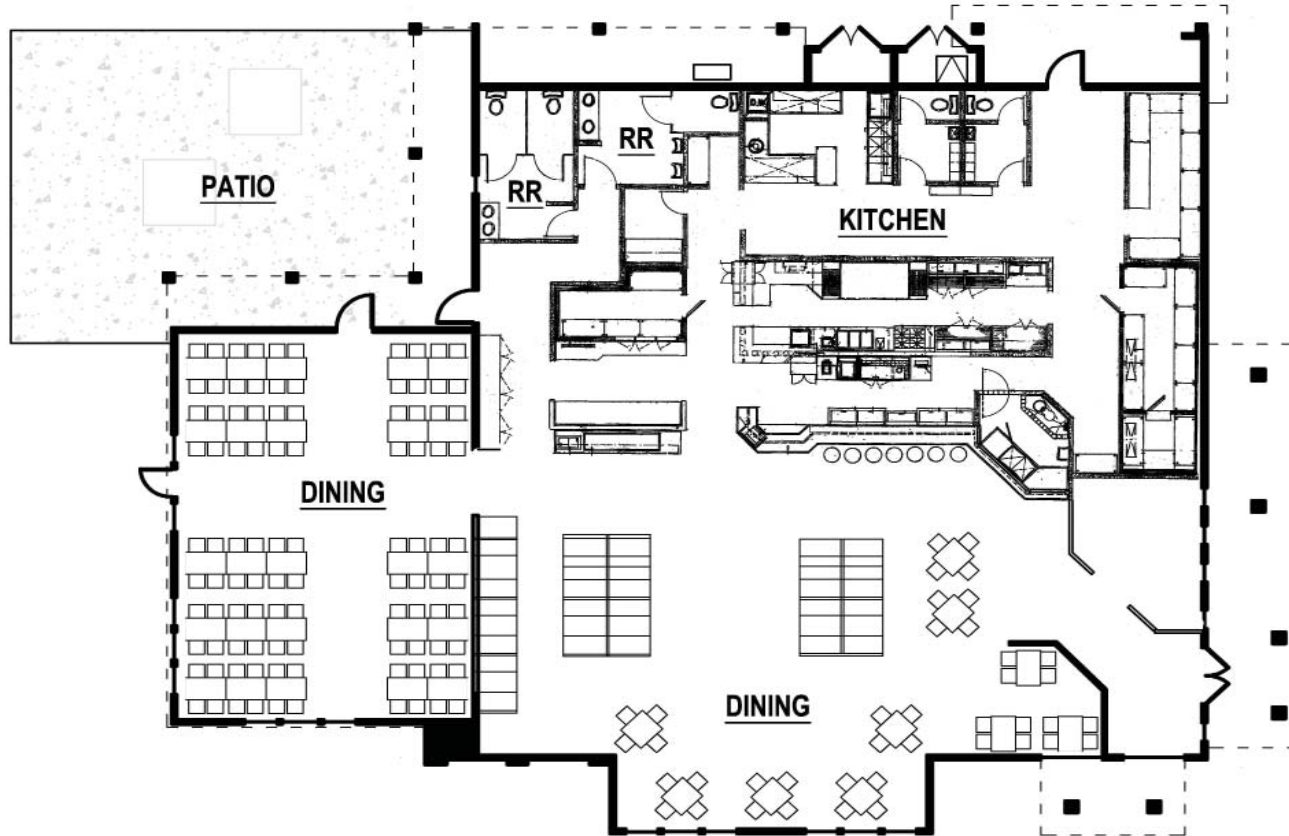 PATIO
RR
RR
KITCHEN
D.W.
DINING
DINING